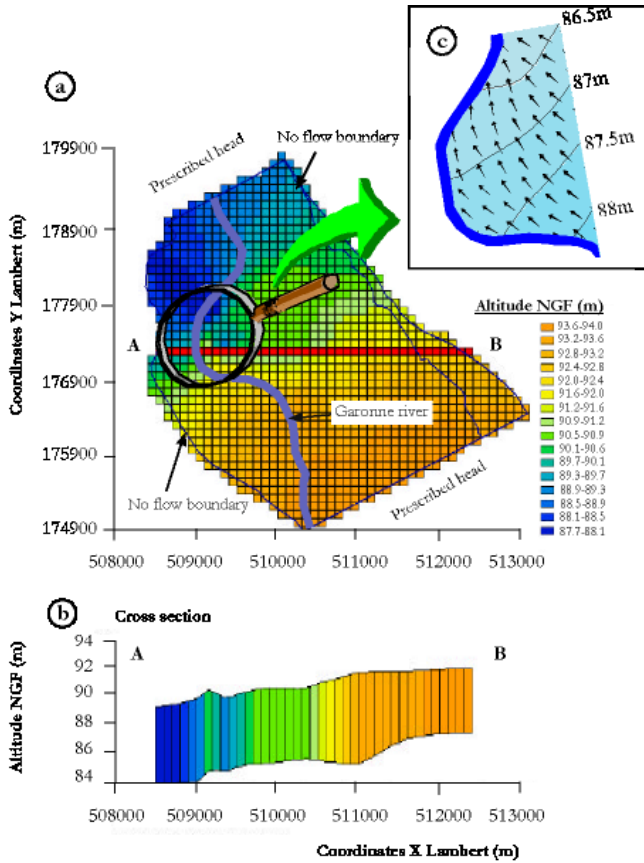 a
c
86.5m
87m
87.5m
88m
Prescribed head
No flow boundary
179900
178900
177900
176900
175900
174900
Coordinates Y Lambert (m)
A
B
Garonne river
No flow boundary
Prescribed head
508000
509000
510000
511000
512000
513000
Altitude NGF (m)
93.6-94.0
93.2-93.6
92.8-93.2
92.4-92.8
92.0-92.4
91.6-92.0
91.2-91.6
90.9-91.2
90.5-90.9
90.1-90.6
89.7-90.1
89.3-89.7
88.9-89.3
88.5-88.9
88.1-88.5
87.7-88.1
b
Cross section
A
B
94
92
90
88
86
84
Altitude NGF (m)
508000
509000
510000
511000
512000
513000
Coordinates X Lambert (m)